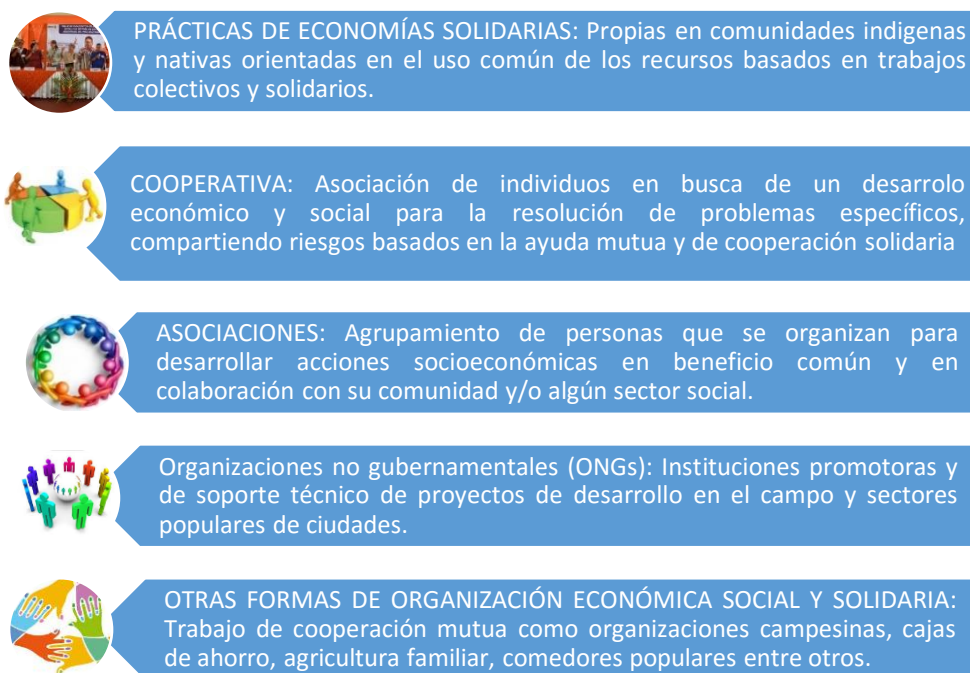 PRÁCTICAS DE ECONOMÍAS SOLIDARIAS: Propias en comunidades indigenas
y nativas orientadas en el uso común de los recursos basados en trabajos
colectivos y solidarios.
COOPERATIVA: Asociación de individuos en busca de un desarrolo
económico y social para la resolución de problemas específicos,
compartiendo riesgos basados en la ayuda mutua y de cooperación solidaria
ASOCIACIONES: Agrupamiento de personas que se organizan para
desarrollar acciones socioeconómicas en beneficio común y en
colaboración con su comunidad y/o algún sector social.
Organizaciones no gubernamentales (ONGs): Instituciones promotoras y
de soporte técnico de proyectos de desarrollo en el campo y sectores
populares de ciudades.
OTRAS FORMAS DE ORGANIZACIÓN ECONÓMICA SOCIAL Y SOLIDARIA:
Trabajo de cooperación mutua como organizaciones campesinas, cajas
de ahorro, agricultura familiar, comedores populares entre otros.